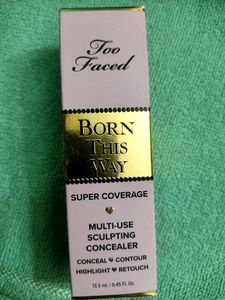 Too Faced
BORN
THIS
WAY
SUPER COVERAGE
MULTI-USE
SCULPTING
CONCEALER
CONCEAL ♥ CONTOUR
HIGHLIGHT ♥ RETOUCH
13.5 ml / 0.45 fl. Oz.